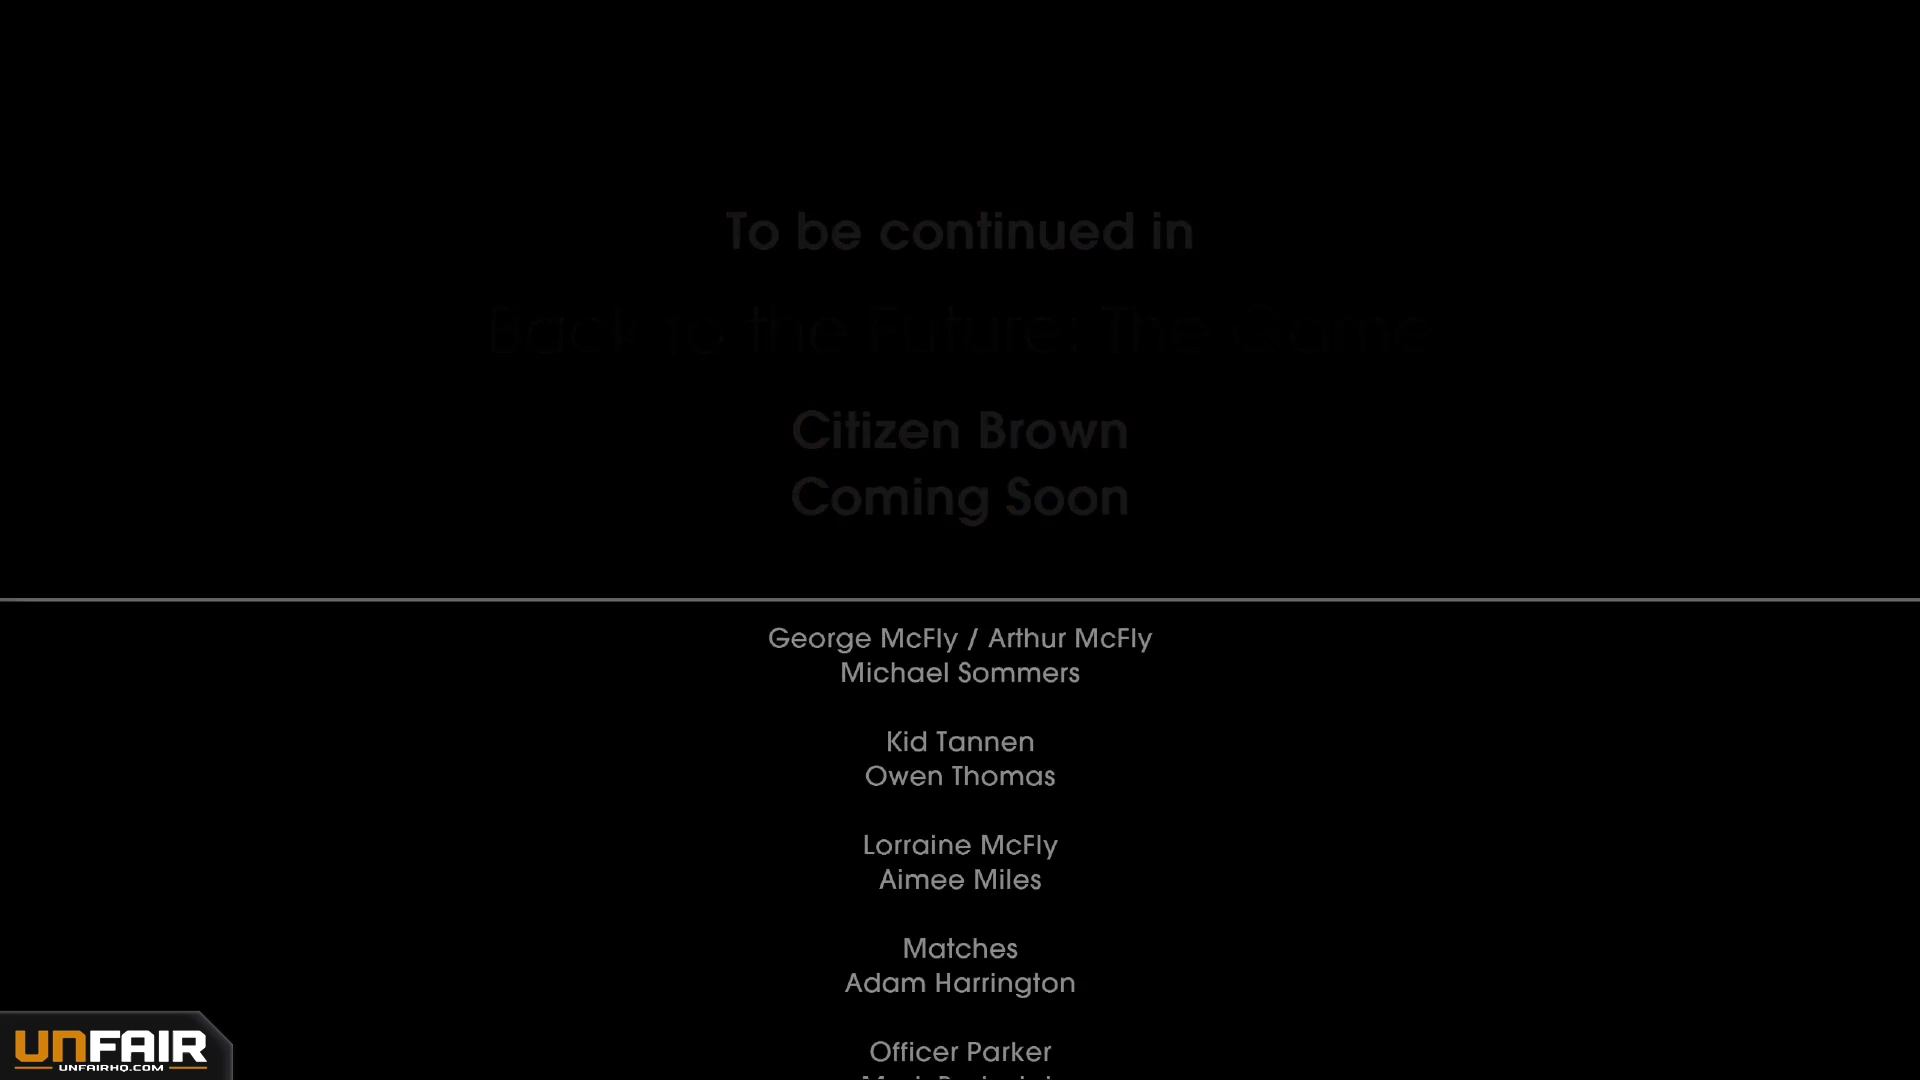 To be continued in
Back to the Future: The Game
Citizen Brown
Coming Soon
George McFly / Arthur McFly
Michael Sommers
Kid Tannen
Owen Thomas
Lorraine McFly
Aimee Miles
Matches
Adam Harrington
Officer Parker
UNFAIR
UNFAIRHQ.COM